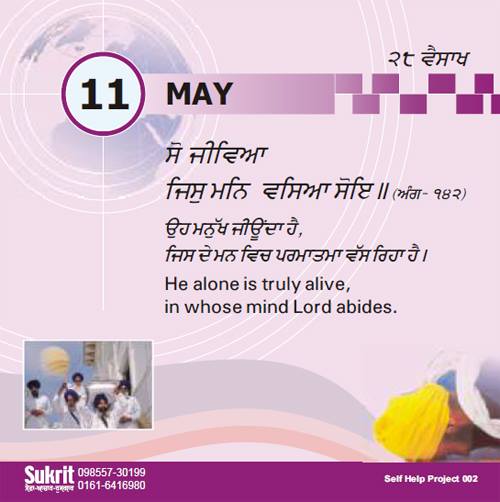 ੨੮ ਵੈਸਾਖ
11 MAY
ਸੋ ਜੀਵਿਆ
ਜਿਸੁ ਮਨਿ ਵਸਿਆ ਸੋਇ॥ (ਅੰਗ- ੧੪੨)
ਉਹ ਮਨੁੱਖ ਜੀਊਂਦਾ ਹੈ,
ਜਿਸ ਦੇ ਮਨ ਵਿਚ ਪਰਮਾਤਮਾ ਵੱਸ ਰਿਹਾ ਹੈ।
He alone is truly alive,
in whose mind Lord abides.
Sukrit 098557-30199
0161-6416980
Self Help Project 002